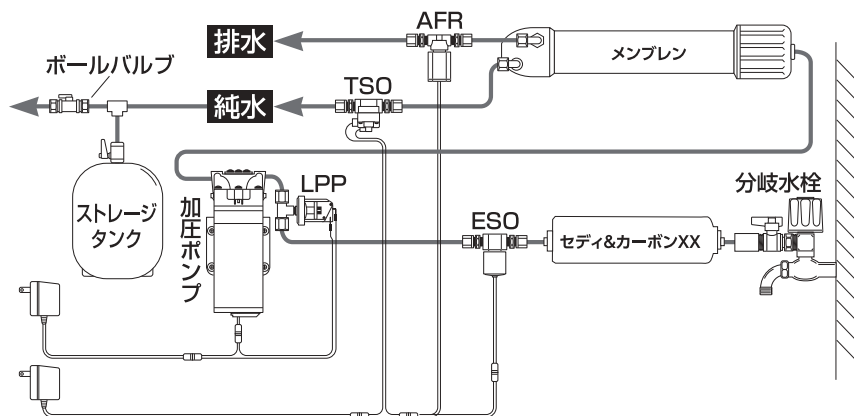 AFR
排水
メンブレン
ボールバルブ
TSO
純水
分岐水栓
LPP
ESO
ストレージ
タンク
加圧ポンプ
セディ&カーボンXX